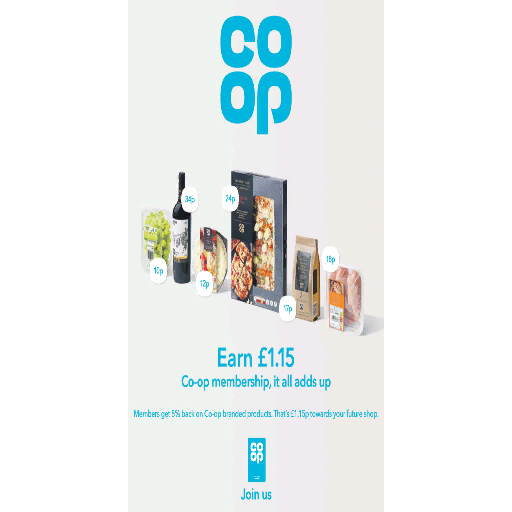 co
op
34p
24p
18p
10p
12p
17p
Earn £1.15
Co-op membership, it all adds up
Members get 5% back on Co-op branded products. That's £1.15p towards your future shop.
co
op
Join us